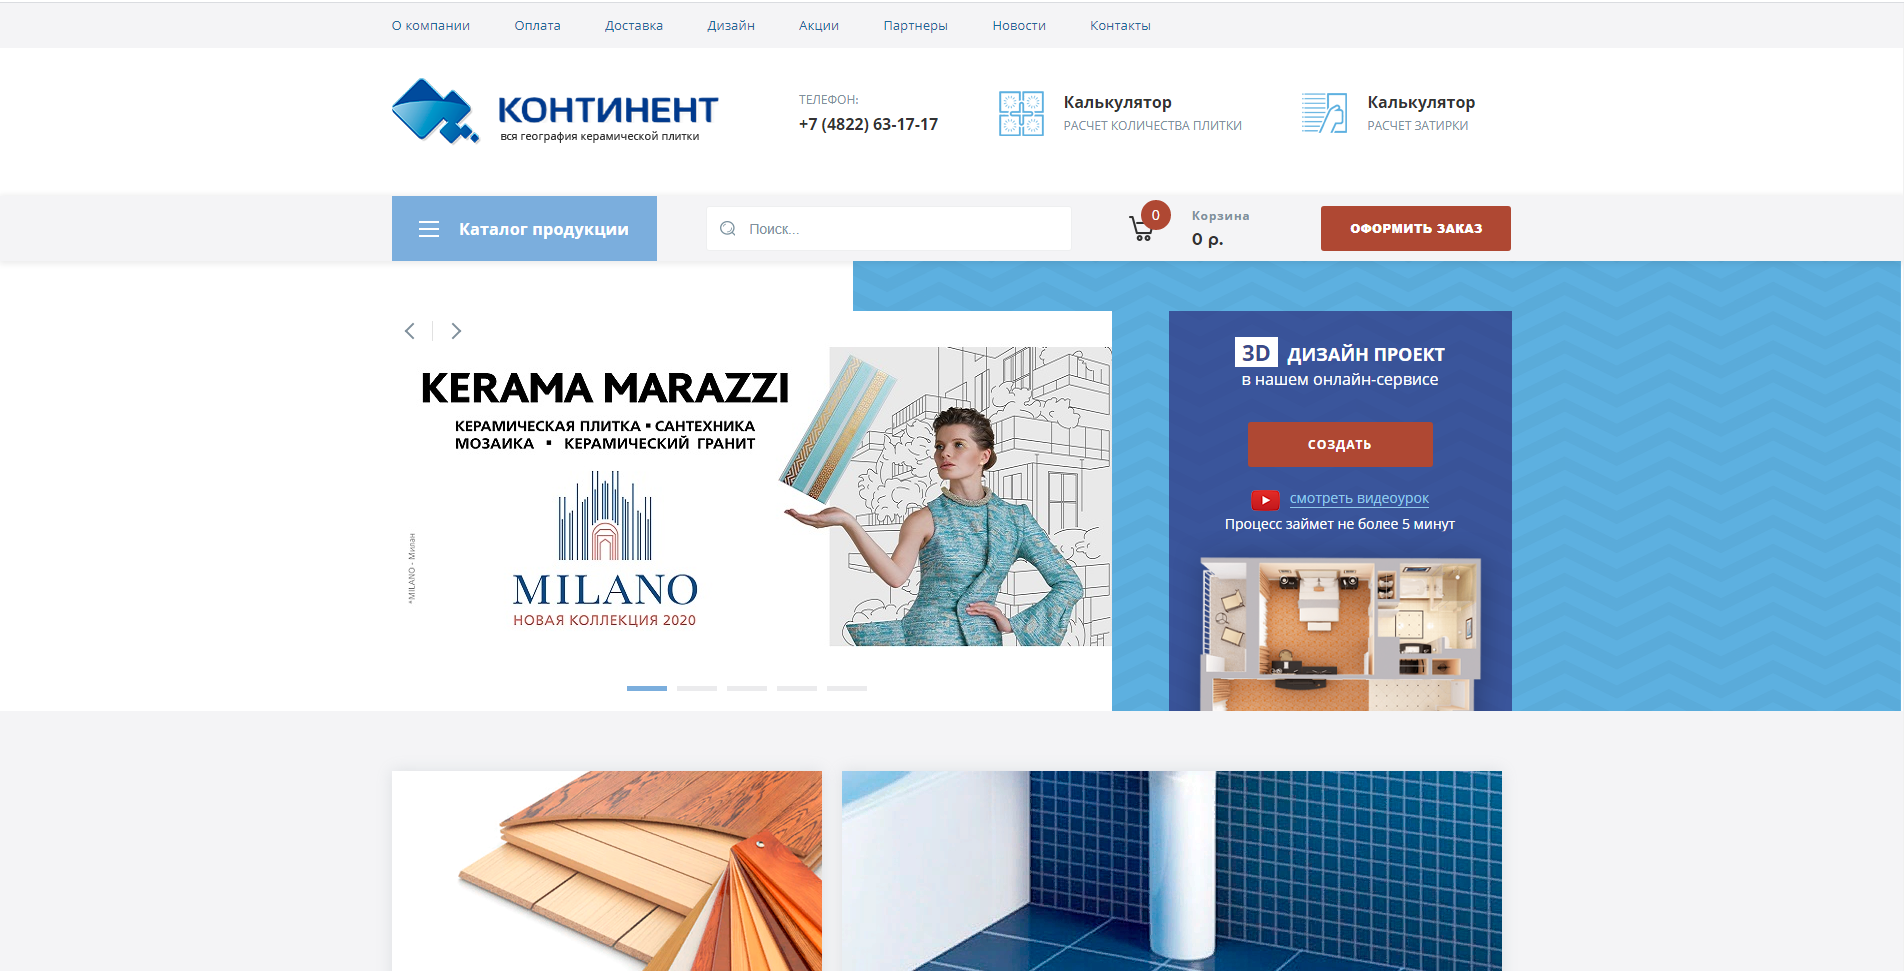 О компании
Оплата
Доставка
Дизайн
Акции
Партнеры
Новости
Контакты
КОНТИНЕНТ
вся география керамической плитки
ТЕЛЕФОН:
+7 (4822) 63-17-17
Калькулятор
РАСЧЕТ КОЛИЧЕСТВА ПЛИТКИ
Калькулятор
РАСЧЕТ ЗАТИРКИ
Каталог продукции
Поиск...
0
Корзина
0 р.
ОФОРМИТЬ ЗАКАЗ
KERAMA MARAZZI
КЕРАМИЧЕСКАЯ ПЛИТКА ▪ САНТЕХНИКА
МОЗАИКА ▪ КЕРАМИЧЕСКИЙ ГРАНИТ
MILANO
НОВАЯ КОЛЛЕКЦИЯ 2020
*MILANO - Милан
3D ДИЗАЙН ПРОЕКТ
в нашем онлайн-сервисе
СОЗДАТЬ
смотреть видеоурок
Процесс займет не более 5 минут